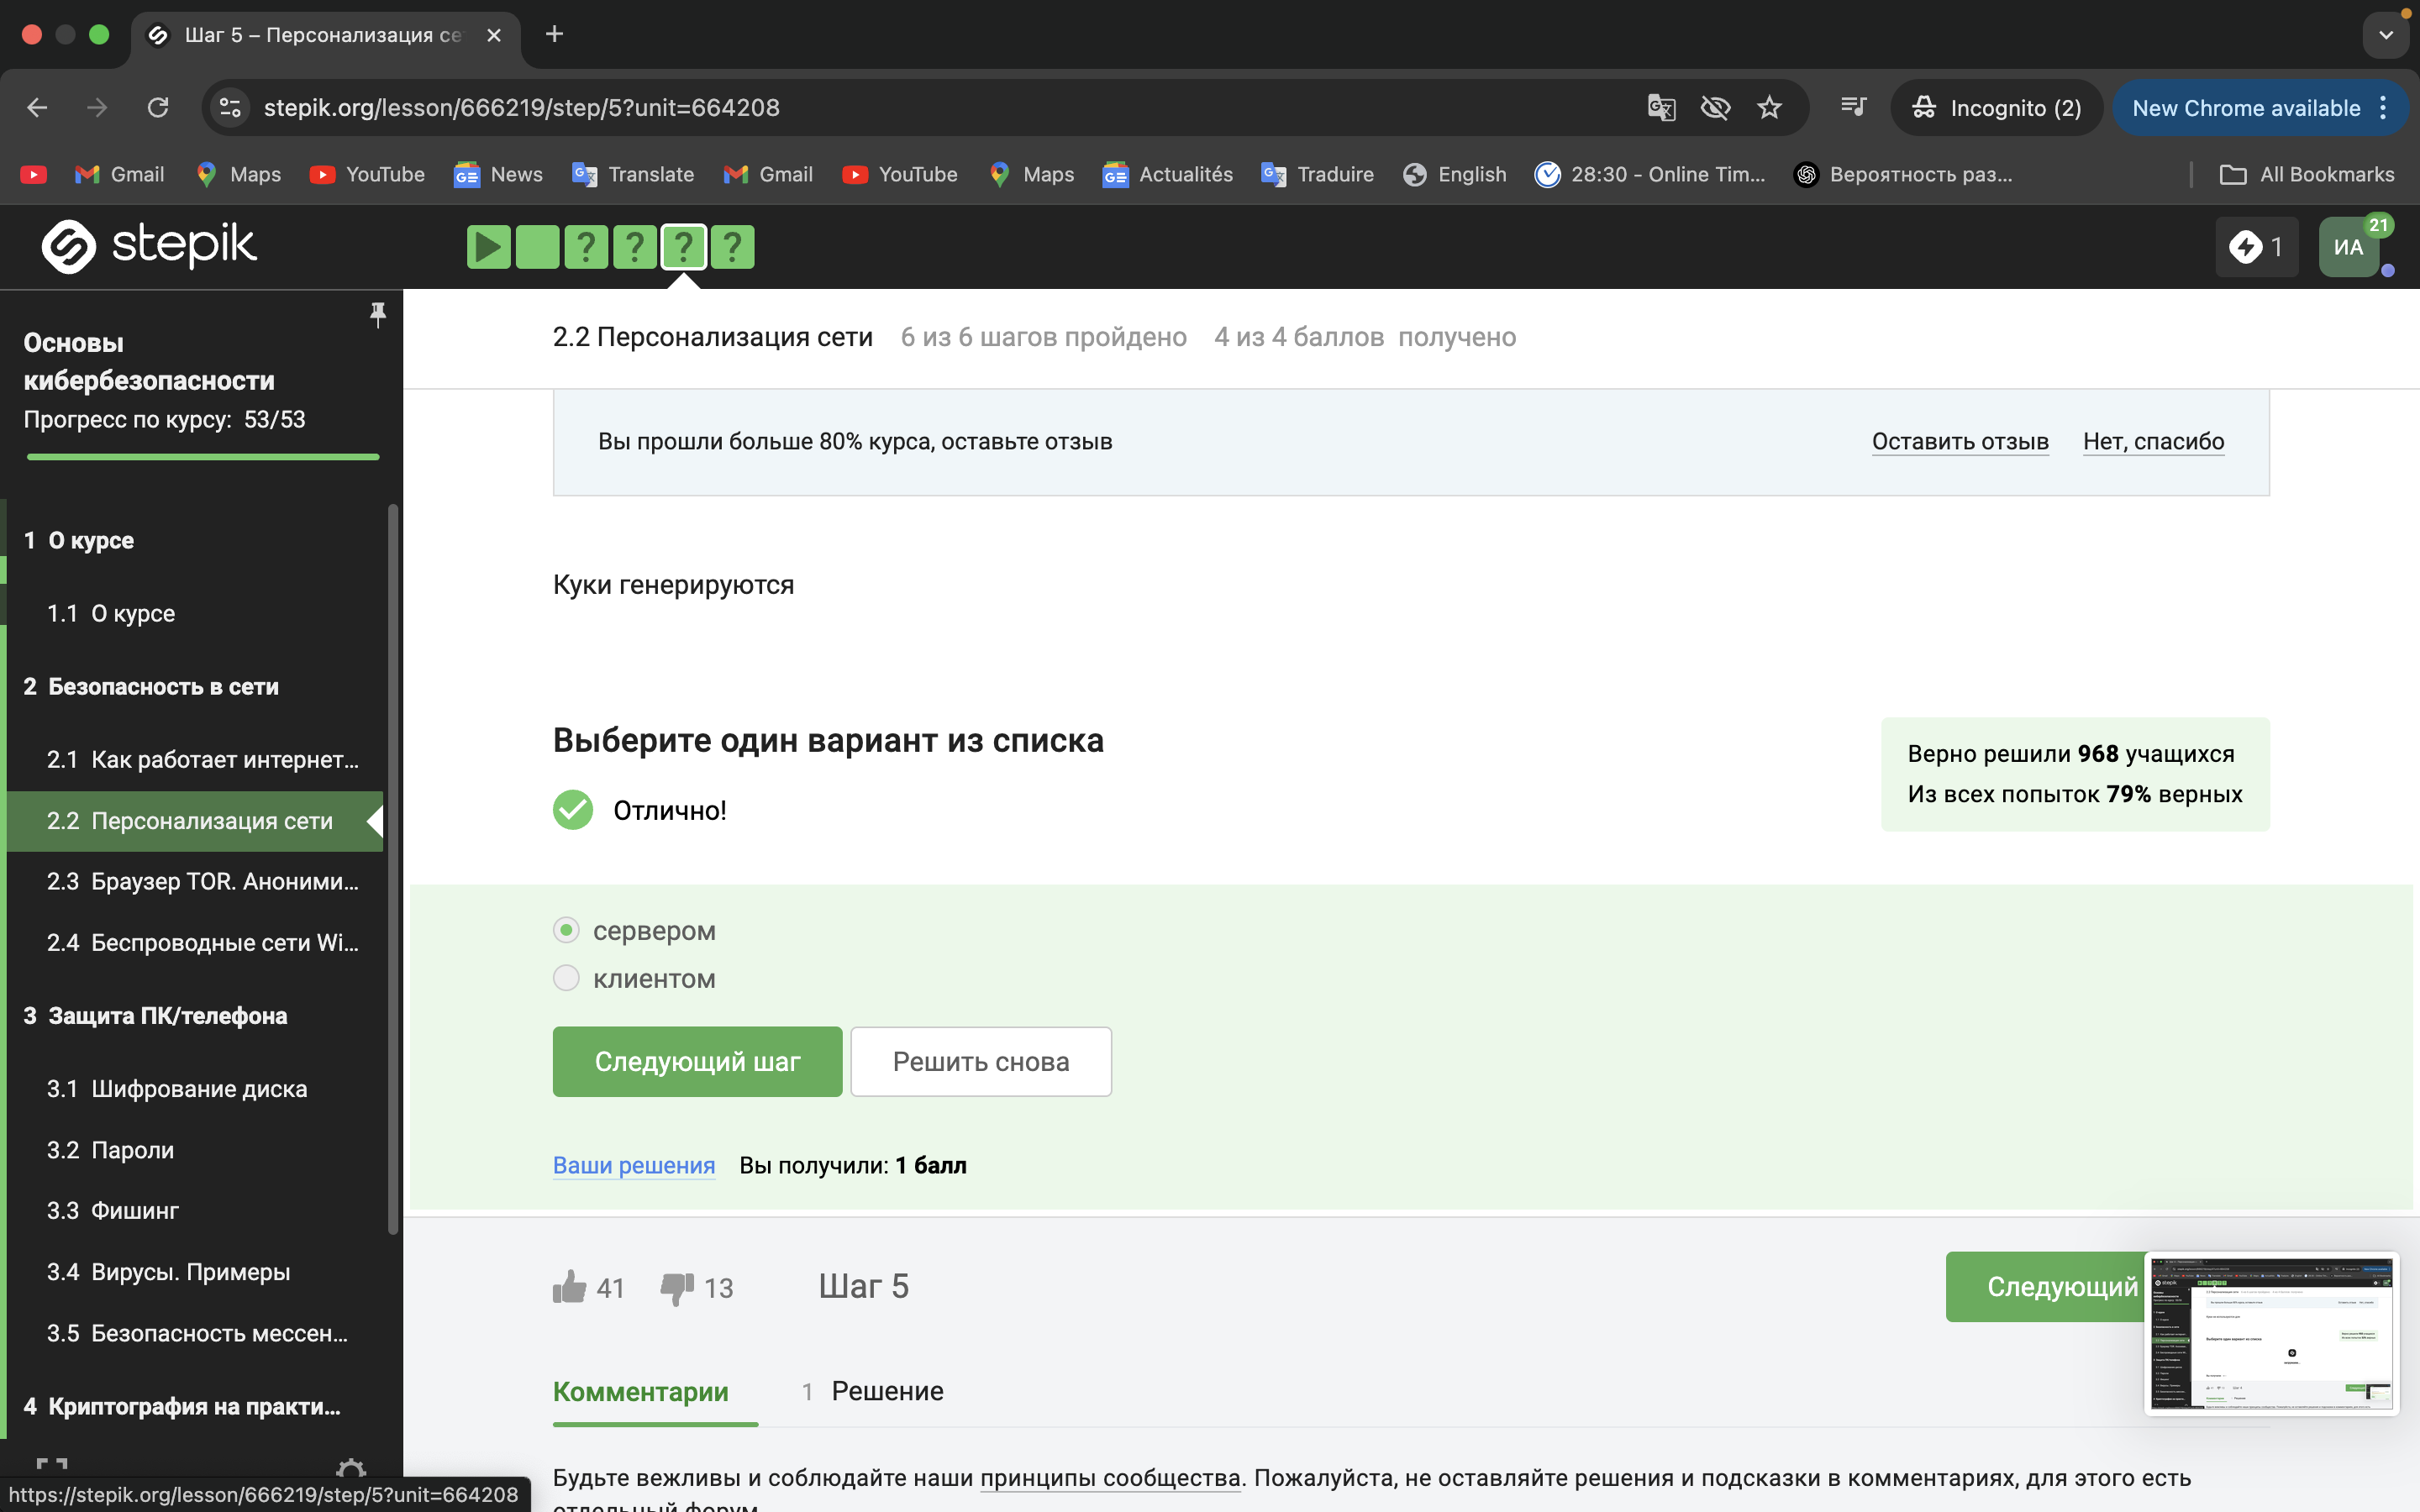 Шаг 5 – Персонализация се
stepik.org/lesson/666219/step/5?unit=664208
Incognito (2)
New Chrome available
Gmail
Maps
YouTube
News
Translate
Gmail
YouTube
Maps
Actualités
Traduire
English
28:30 - Online Tim...
Вероятность раз...
All Bookmarks
stepik
1
ИА
21
Основы
кибербезопасности
Прогресс по курсу: 53/53
1 О курсе
1.1 О курсе
2 Безопасность в сети
2.1 Как работает интернет...
2.2 Персонализация сети
2.3 Браузер TOR. Аноними...
2.4 Беспроводные сети Wi...
3 Защита ПК/телефона
3.1 Шифрование диска
3.2 Пароли
3.3 Фишинг
3.4 Вирусы. Примеры
3.5 Безопасность мессен...
4 Криптография на практи...
https://stepik.org/lesson/666219/step/5?unit=664208
2.2 Персонализация сети 6 из 6 шагов пройдено 4 из 4 баллов получено
Вы прошли больше 80% курса, оставьте отзыв
Оставить отзыв
Нет, спасибо
Куки генерируются
Выберите один вариант из списка
Отлично!
Верно решили 968 учащихся
Из всех попыток 79% верных
сервером
клиентом
Следующий шаг
Решить снова
Ваши решения Вы получили: 1 балл
41
13
Шаг 5
Следующий
Комментарии
1 Решение
Будьте вежливы и соблюдайте наши принципы сообщества. Пожалуйста, не оставляйте решения и подсказки в комментариях, для этого есть
отдельный форум.